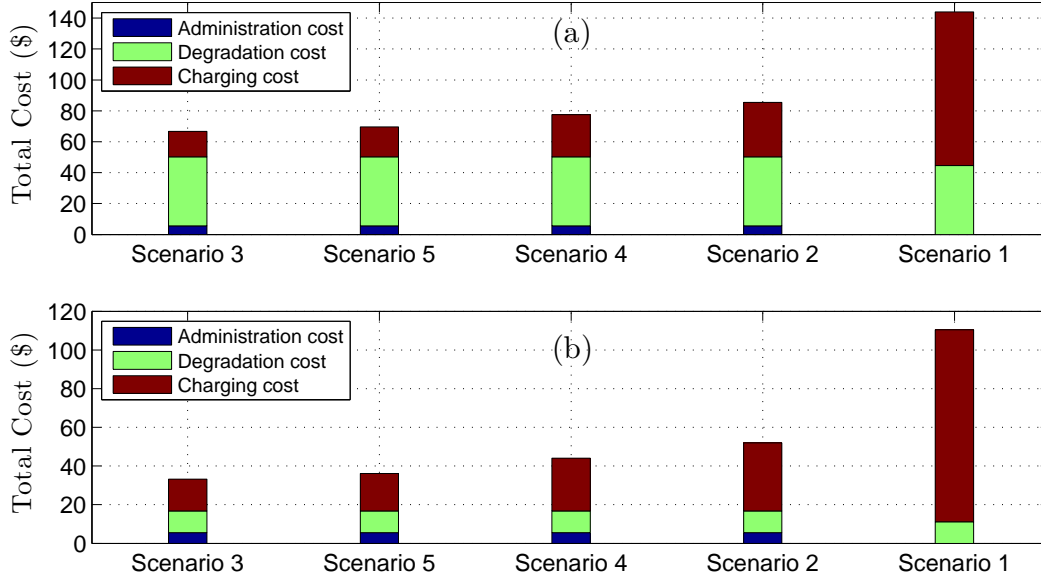 Total Cost ($)
140
120
100
80
60
40
20
0
Administration cost
Degradation cost
Charging cost
(a)
Scenario 3 Scenario 5 Scenario 4 Scenario 2 Scenario 1
Total Cost ($)
120
100
80
60
40
20
0
Administration cost
Degradation cost
Charging cost
(b)
Scenario 3 Scenario 5 Scenario 4 Scenario 2 Scenario 1